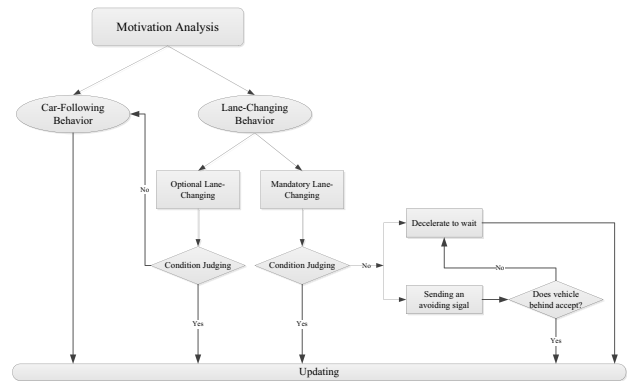 Motivation Analysis
Car-Following
Behavior
Lane-Changing
Behavior
Optional Lane-
Changing
Mandatory Lane-
Changing
No
Decelerate to wait
Condition Judging
Condition Judging
No
No
Sending an
avoiding sigal
Does vehicle
behind accept?
Yes
Yes
Yes
Updating